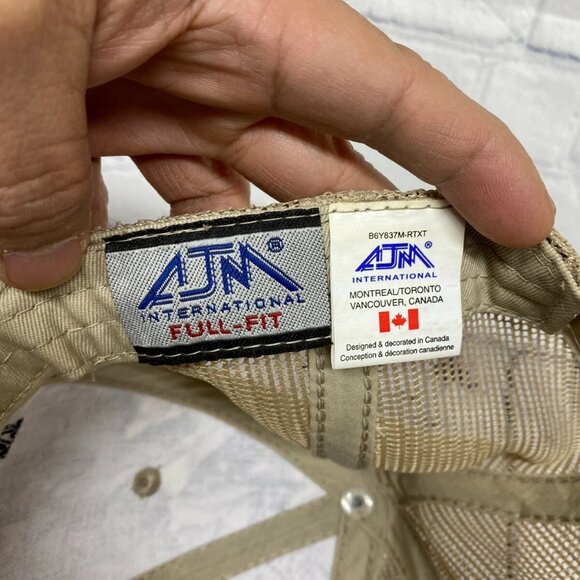 AJM ®
INTERNATIONAL
FULL-FIT
B6Y837M-RTXT
AJM
INTERNATIONAL
MONTREAL/TORONTO
VANCOUVER, CANADA
Designed & decorated in Canada
Conception & décoration canadienne